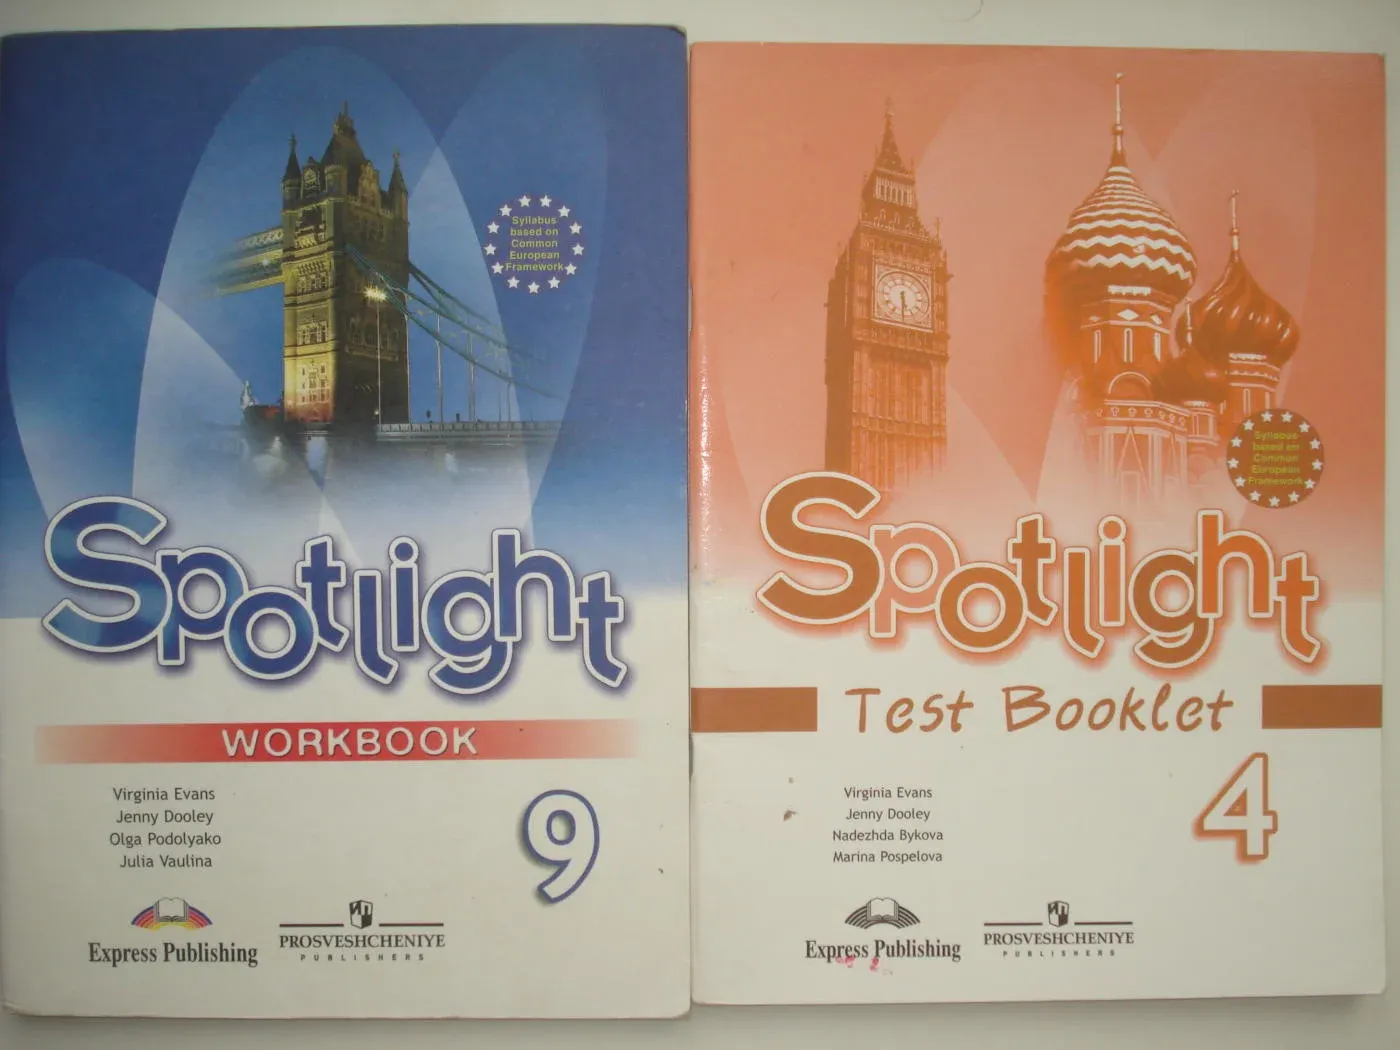 Syllabus
based on
Common
European
Framework
Spotlight
WORKBOOK
Virginia Evans
Jenny Dooley
Olga Podolyako
Julia Vaulina
9
Express Publishing
PROSVESHCHENIYE
PUBLISHERS
Syllabus
based on
Common
European
Framework
Spotlight
Test Booklet
4
Virginia Evans
Jenny Dooley
Nadezhda Bykova
Marina Pospelova
Express Publishing
PROSVESHCHENIYE
PUBLISHERS